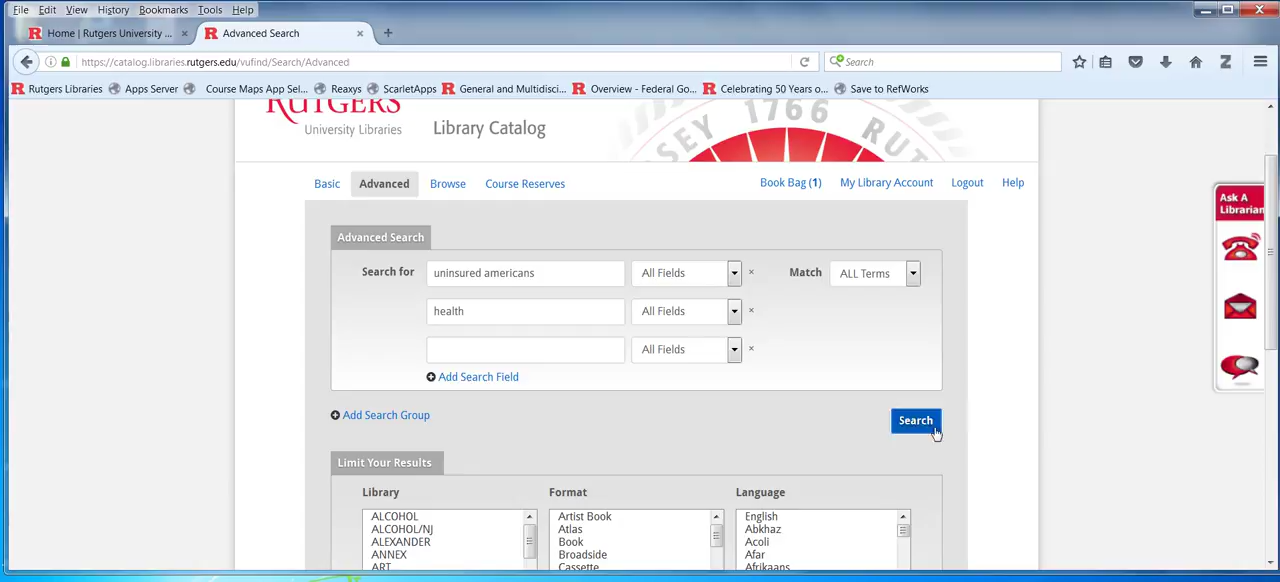 File Edit View History Bookmarks Tools Help
R Home | Rutgers University ... × R Advanced Search × +
https://catalog.libraries.rutgers.edu/vufind/Search/Advanced Search Z
R Rutgers Libraries Apps Server Course Maps App Sel... Reaxys ScarletApps R General and Multidisci... R Overview - Federal Go... R Celebrating 50 Years o... Save to RefWorks
RUTGERS
University Libraries Library Catalog
SEY 1766 RUT
Basic Advanced Browse Course Reserves Book Bag (1) My Library Account Logout Help
Ask A
Librarian
Advanced Search
Search for uninsured americans All Fields × Match ALL Terms
health All Fields ×
All Fields ×
Add Search Field
Add Search Group
Search
Limit Your Results
Library Format Language
ALCOHOL Artist Book English
ALCOHOL/NJ Atlas Abkhaz
ALEXANDER Book Acoli
ANNEX Broadside Afar
ART Cassette Afrikaans